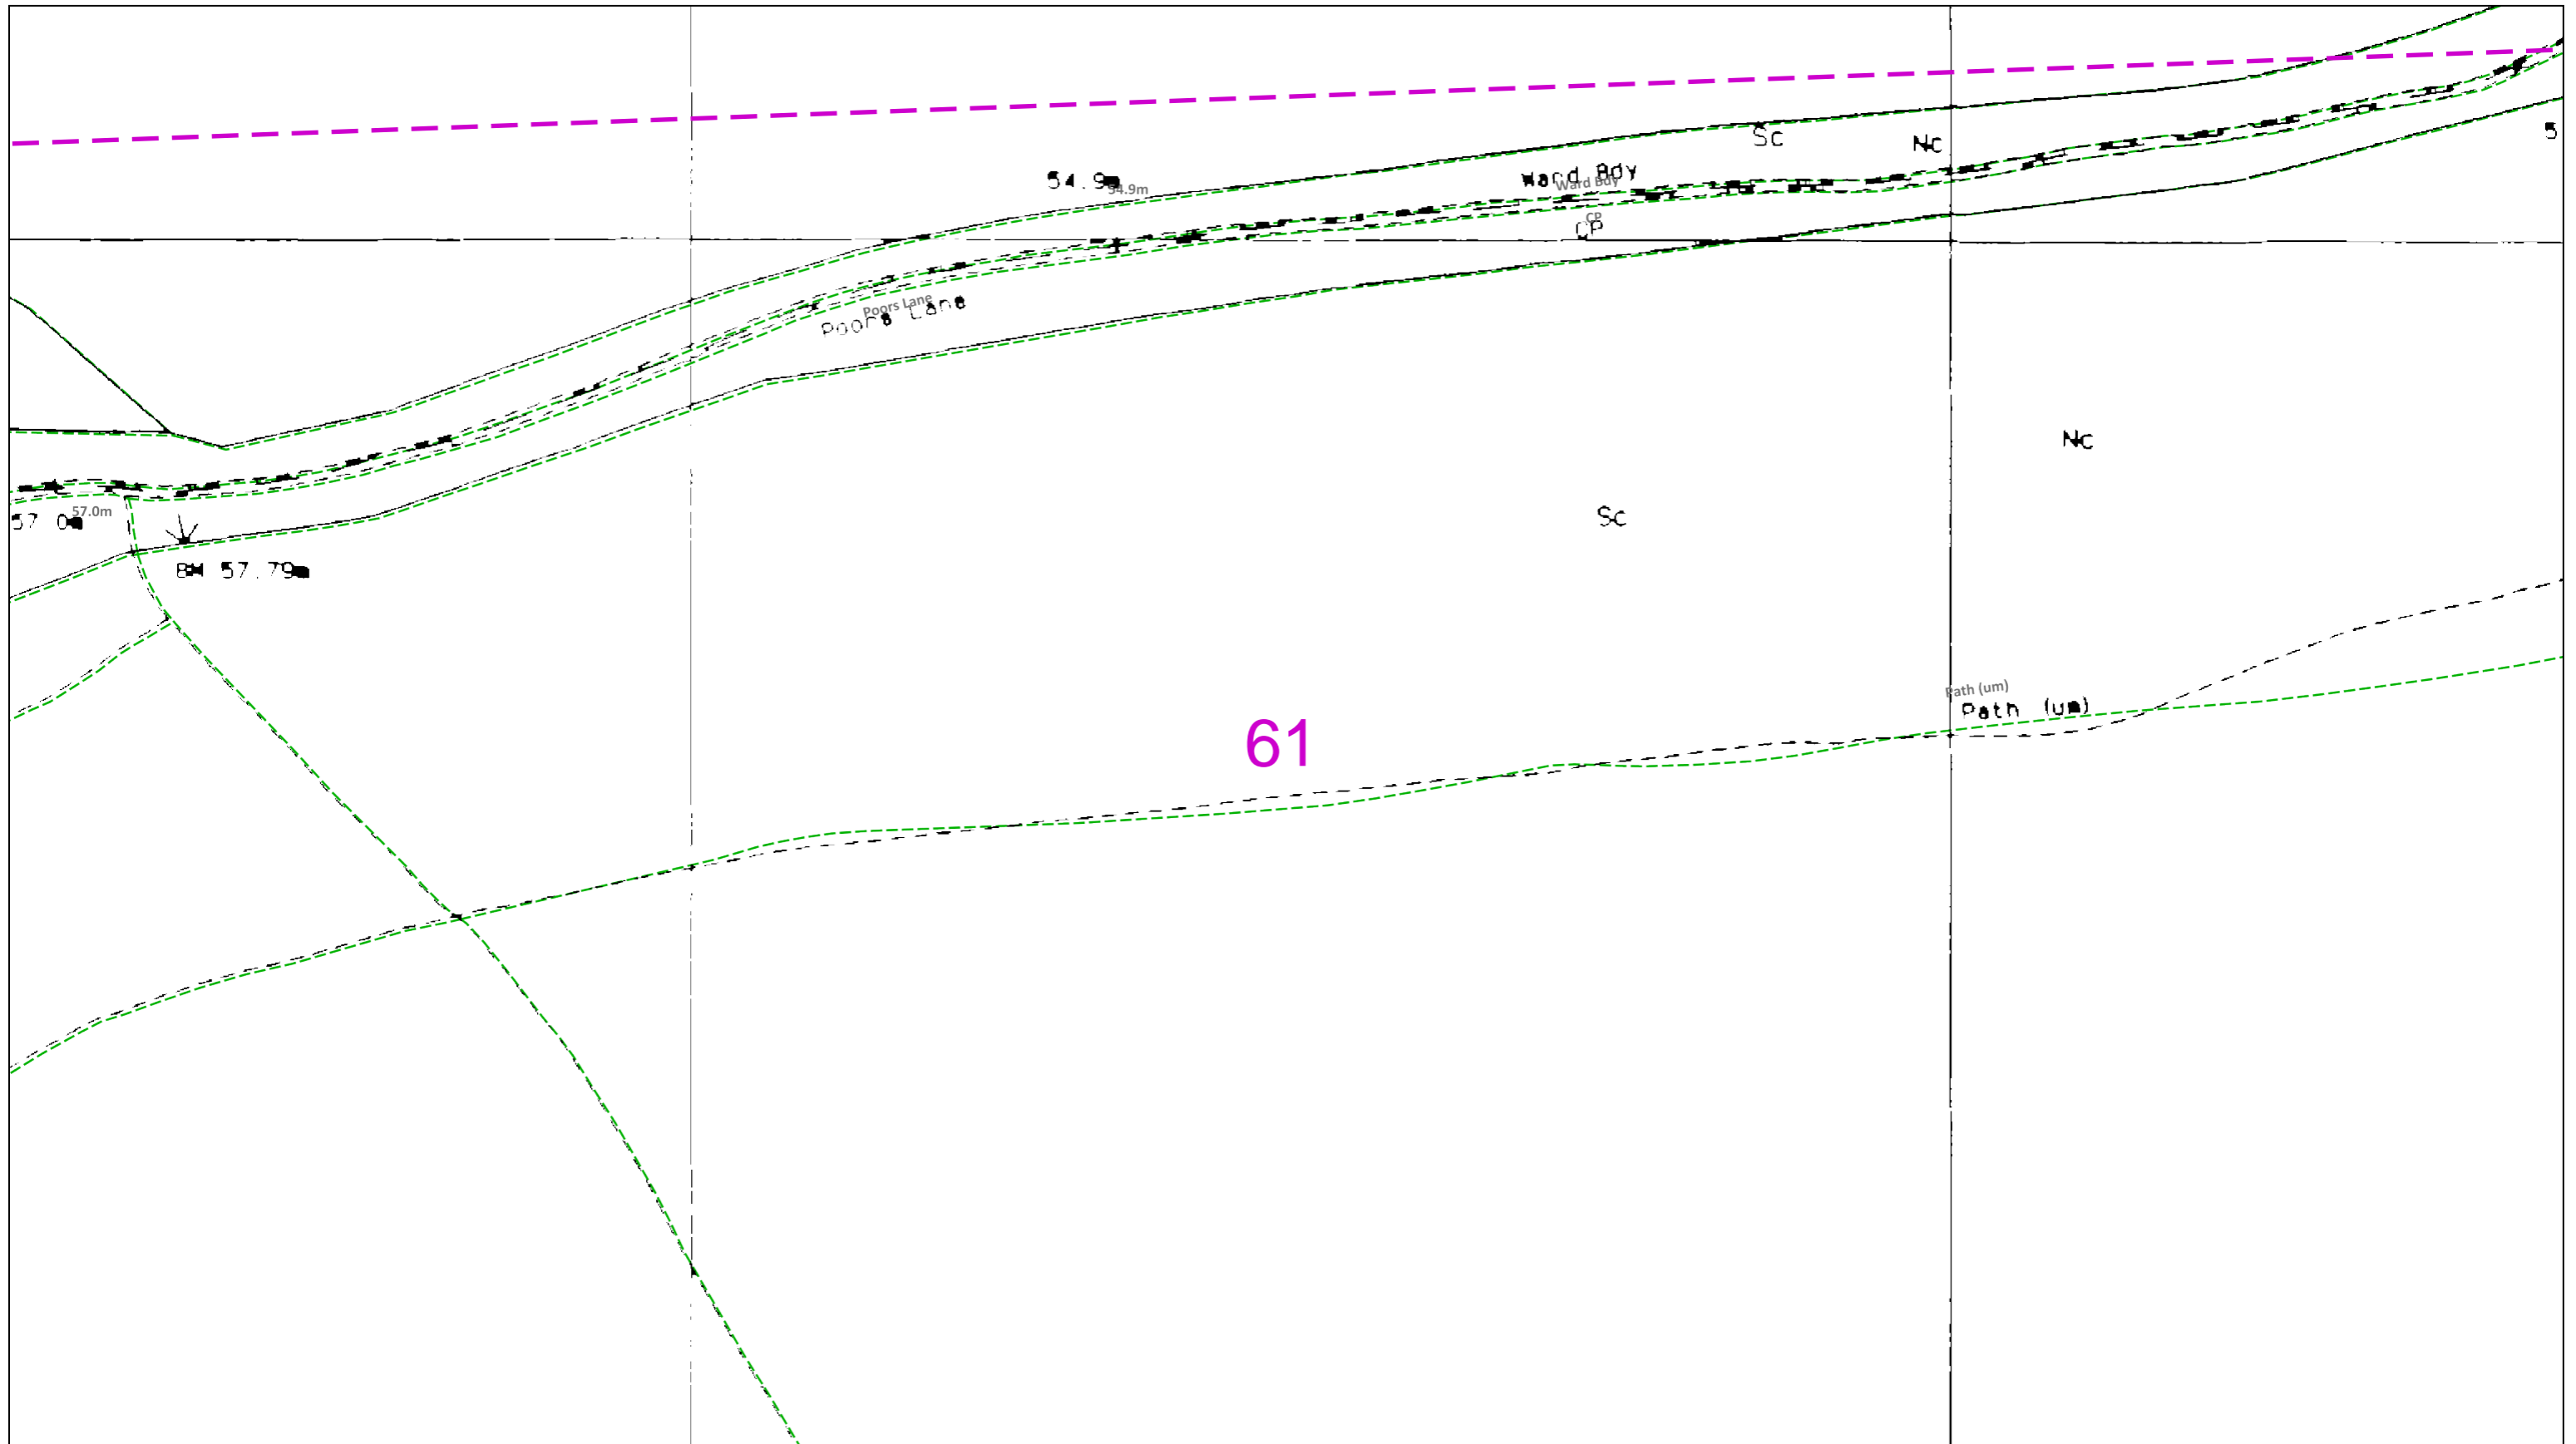 Sc
Nc
5
54.9m
54.9m
Ward Bdy
Ward Bdy
CP
CP
Poors Lane
Poors Lane
Nc
57.0m
57 0m
Sc
BM 57.79m
Path (um)
Path (um)
61